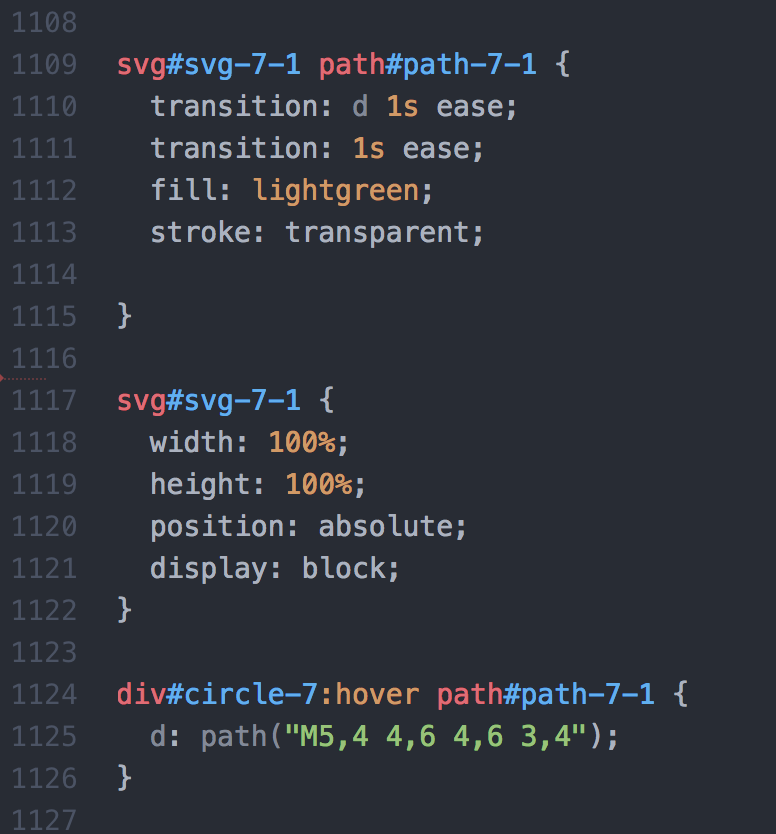 1108
1109 svg#svg-7-1 path#path-7-1 {
1110   transition: d 1s ease;
1111   transition: 1s ease;
1112   fill: lightgreen;
1113   stroke: transparent;
1114
1115 }
1116
1117 svg#svg-7-1 {
1118   width: 100%;
1119   height: 100%;
1120   position: absolute;
1121   display: block;
1122 }
1123
1124 div#circle-7:hover path#path-7-1 {
1125   d: path("M5,4 4,6 4,6 3,4");
1126 }
1127